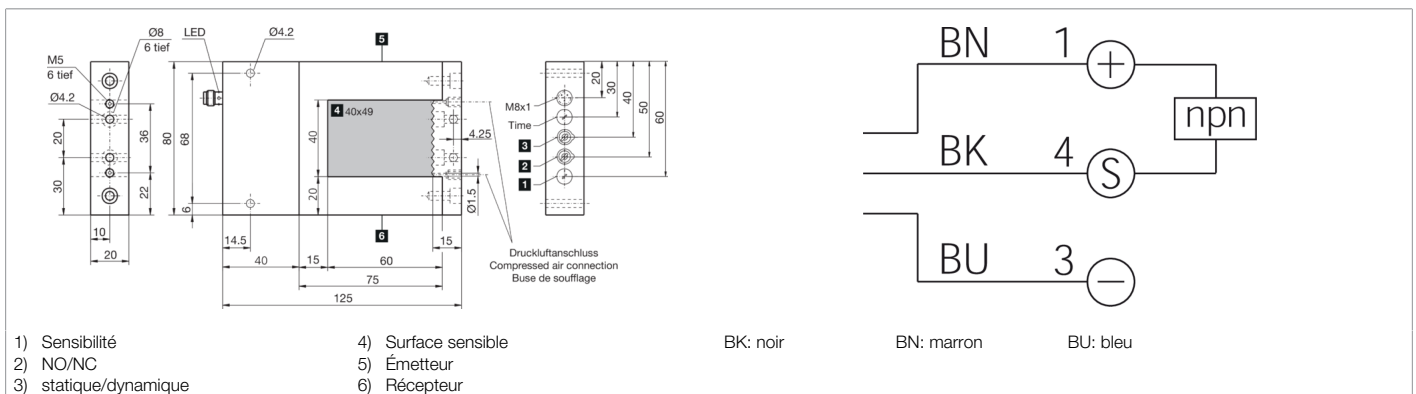 Ø8
6 tief
LED
Ø4.2
5
M5
6 tief
Ø4.2
20
30
36
22
10
20
80
68
6
14.5
40
15
60
75
125
4 40x49
40
20
4.25
Ø1.5
15
6
Druckluftanschluss
Compressed air connection
Buse de soufflage
M8x1
Time
3
2
1
20
30
40
50
60
BN 1 +
npn
BK 4 S
BU 3 −
1) Sensibilité
2) NO/NC
3) statique/dynamique
4) Surface sensible
5) Émetteur
6) Récepteur
BK: noir BN: marron BU: bleu